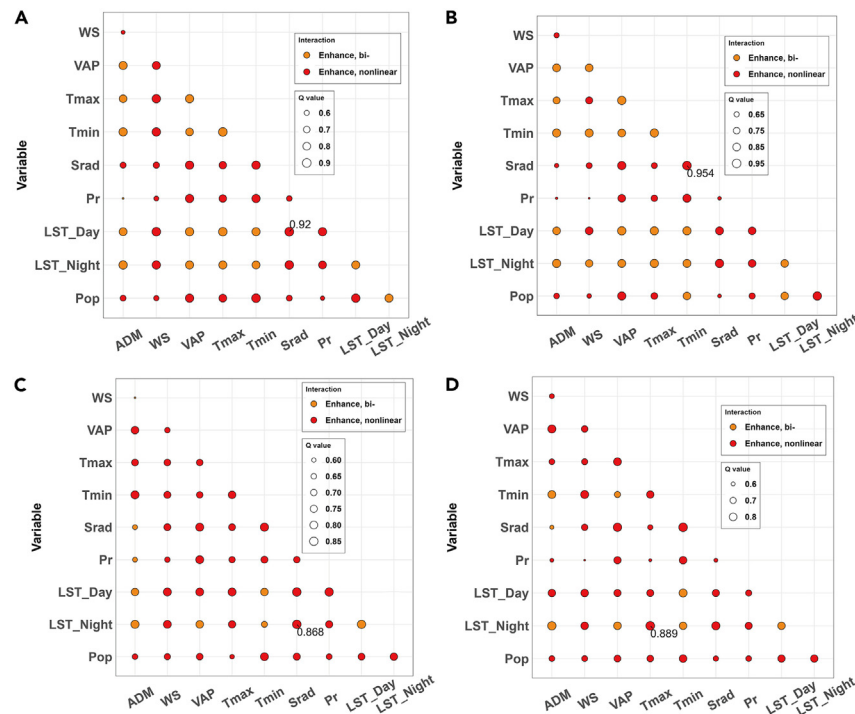 A
Variable
WS
VAP
Tmax
Tmin
Srad
Pr
LST_Day
LST_Night
Pop
Interaction
Enhance, bi-
Enhance, nonlinear
Q value
0.6
0.7
0.8
0.9
0.92
ADM
WS
VAP
Tmax
Tmin
Srad
Pr
LST_Day
LST_Night
B
Variable
WS
VAP
Tmax
Tmin
Srad
Pr
LST_Day
LST_Night
Pop
Interaction
Enhance, bi-
Enhance, nonlinear
Q value
0.65
0.75
0.85
0.95
0.954
ADM
WS
VAP
Tmax
Tmin
Srad
Pr
LST_Day
LST_Night
C
Variable
WS
VAP
Tmax
Tmin
Srad
Pr
LST_Day
LST_Night
Pop
Interaction
Enhance, bi-
Enhance, nonlinear
Q value
0.60
0.65
0.70
0.75
0.80
0.85
0.868
ADM
WS
VAP
Tmax
Tmin
Srad
Pr
LST_Day
LST_Night
D
Variable
WS
VAP
Tmax
Tmin
Srad
Pr
LST_Day
LST_Night
Pop
Interaction
Enhance, bi-
Enhance, nonlinear
Q value
0.6
0.7
0.8
0.889
ADM
WS
VAP
Tmax
Tmin
Srad
Pr
LST_Day
LST_Night